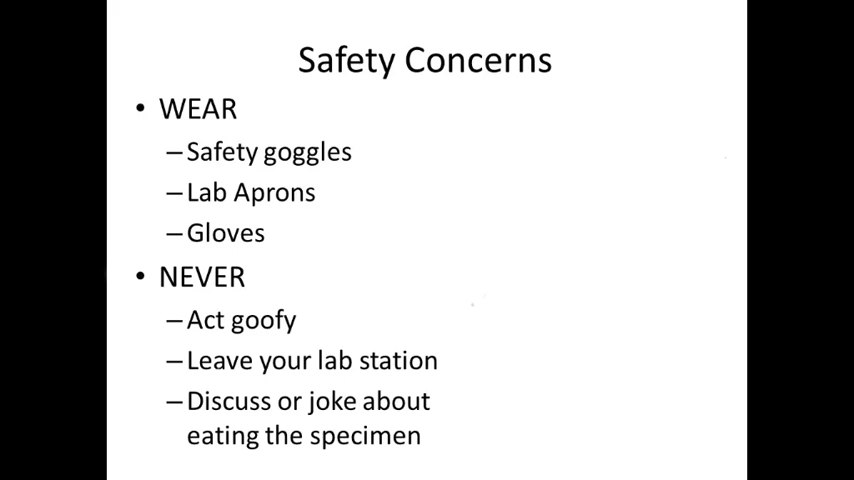 Safety Concerns
• WEAR
–Safety goggles
–Lab Aprons
–Gloves
• NEVER
–Act goofy
–Leave your lab station
–Discuss or joke about
eating the specimen